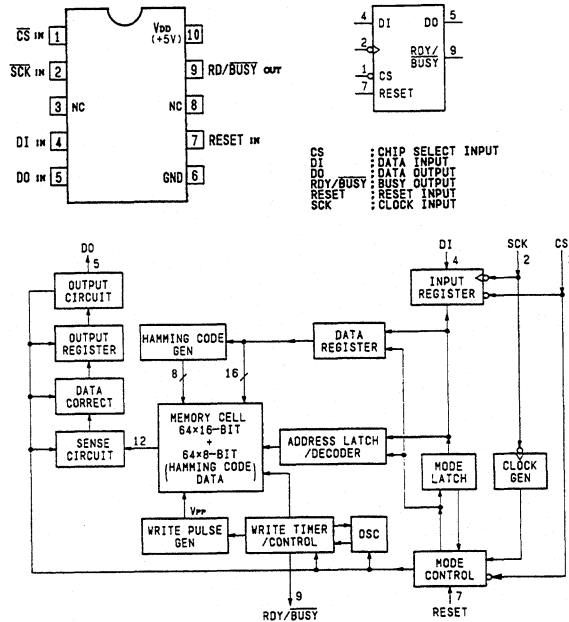 CS IN 1
SCK IN 2
3 NC
DI IN 4
DO IN 5
VDD 10
(+5V)
9 RD/BUSY OUT
NC 8
7 RESET IN
GND 6
4 DI DO 5
2
RDY/ 9
BUSY
1 CS
7 RESET
CS : CHIP SELECT INPUT
DI : DATA INPUT
DO : DATA OUTPUT
RDY/BUSY : BUSY OUTPUT
RESET : RESET INPUT
SCK : CLOCK INPUT
DO
5
OUTPUT
CIRCUIT
OUTPUT
REGISTER
DATA
CORRECT
SENSE
CIRCUIT
12
HAMMING CODE
GEN
8
16
DATA
REGISTER
MEMORY CELL
64×16-BIT
+
64×8-BIT
(HAMMING CODE)
DATA
ADDRESS LATCH
/DECODER
VPP
WRITE PULSE
GEN
WRITE TIMER
/CONTROL
OSC
9
RDY/BUSY
DI
4
SCK
2
CS
INPUT
REGISTER
MODE
LATCH
CLOCK
GEN
MODE
CONTROL
7
RESET